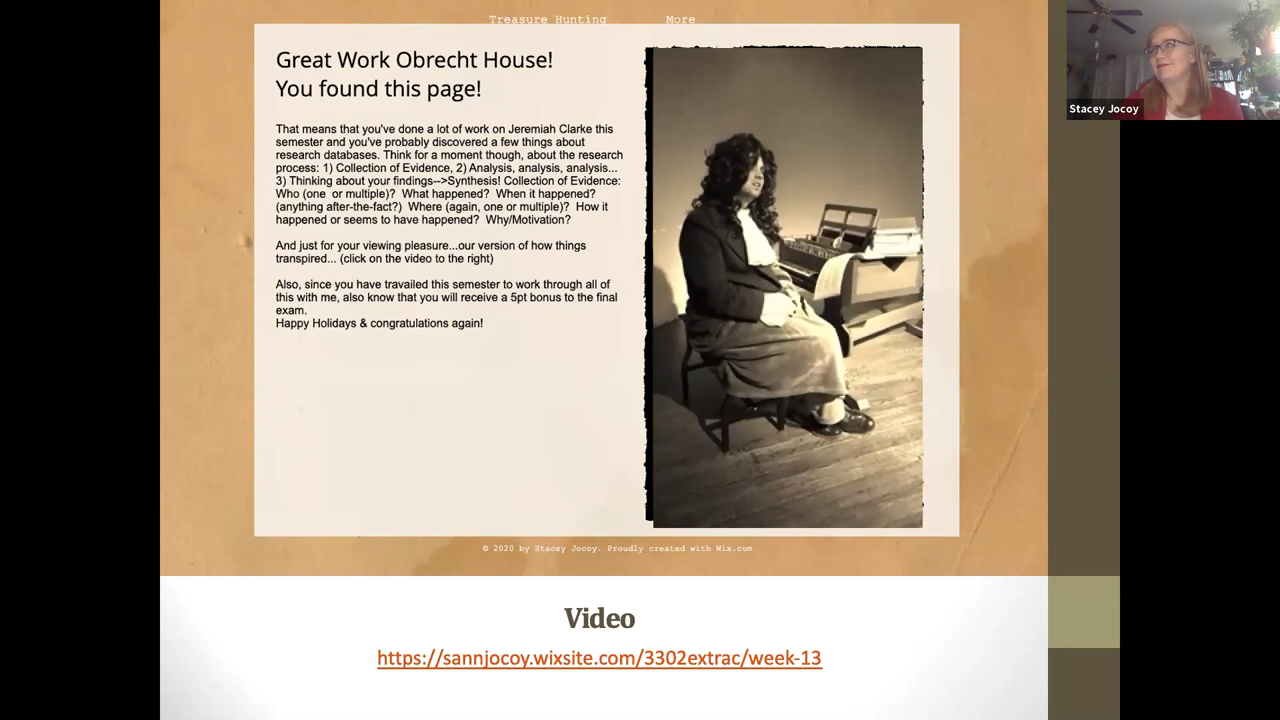 Treasure Hunting More
Great Work Obrecht House!
You found this page!
That means that you've done a lot of work on Jeremiah Clarke this
semester and you've probably discovered a few things about
research databases. Think for a moment though, about the research
process: 1) Collection of Evidence, 2) Analysis, analysis, analysis...
3) Thinking about your findings-->Synthesis! Collection of Evidence:
Who (one or multiple)? What happened? When it happened?
(anything after-the-fact?) Where (again, one or multiple)? How it
happened or seems to have happened? Why/Motivation?
And just for your viewing pleasure...our version of how things
transpired... (click on the video to the right)
Also, since you have travailed this semester to work through all of
this with me, also know that you will receive a 5pt bonus to the final
exam.
Happy Holidays & congratulations again!
© 2020 by Stacey Jocoy. Proudly created with Wix.com
Video
https://sannjocoy.wixsite.com/3302extrac/week-13
Stacey Jocoy